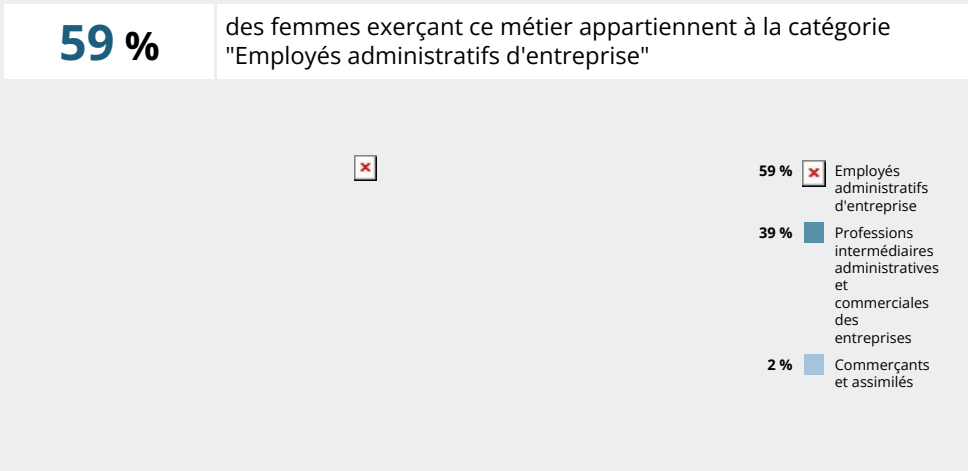 59 %
des femmes exerçant ce métier appartiennent à la catégorie
"Employés administratifs d'entreprise"
59 %
Employés
administratifs
d'entreprise
39 %
Professions
intermédiaires
administratives
et
commerciales
des
entreprises
2 %
Commerçants
et assimilés